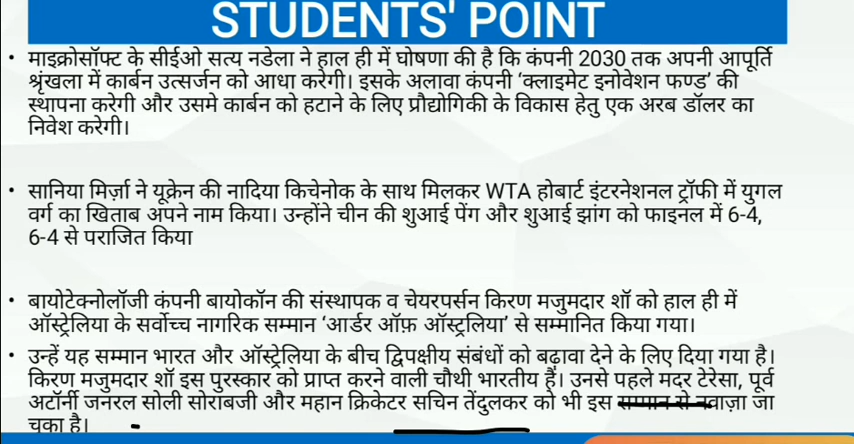 STUDENTS' POINT
• माइक्रोसॉफ्ट के सीईओ सत्य नडेला ने हाल ही में घोषणा की है कि कंपनी 2030 तक अपनी आपूर्ति
श्रृंखला में कार्बन उत्सर्जन को आधा करेगी। इसके अलावा कंपनी ‘क्लाइमेट इनोवेशन फण्ड’ की
स्थापना करेगी और उसमे कार्बन को हटाने के लिए प्रौद्योगिकी के विकास हेतु एक अरब डॉलर का
निवेश करेगी।
• सानिया मिर्ज़ा ने यूक्रेन की नादिया किचेनोक के साथ मिलकर WTA होबार्ट इंटरनेशनल ट्रॉफी में युगल
वर्ग का खिताब अपने नाम किया। उन्होंने चीन की शुआई पेंग और शुआई झांग को फाइनल में 6-4,
6-4 से पराजित किया
• बायोटेक्नोलॉजी कंपनी बायोकॉन की संस्थापक व चेयरपर्सन किरण मजुमदार शॉ को हाल ही में
ऑस्ट्रेलिया के सर्वोच्च नागरिक सम्मान ‘आर्डर ऑफ़ ऑस्ट्रलिया’ से सम्मानित किया गया।
• उन्हें यह सम्मान भारत और ऑस्ट्रेलिया के बीच द्विपक्षीय संबंधों को बढ़ावा देने के लिए दिया गया है।
किरण मजुमदार शॉ इस पुरस्कार को प्राप्त करने वाली चौथी भारतीय हैं। उनसे पहले मदर टेरेसा, पूर्व
अटॉर्नी जनरल सोली सोराबजी और महान क्रिकेटर सचिन तेंदुलकर को भी इस सम्मान से नवाज़ा जा
चुका है।